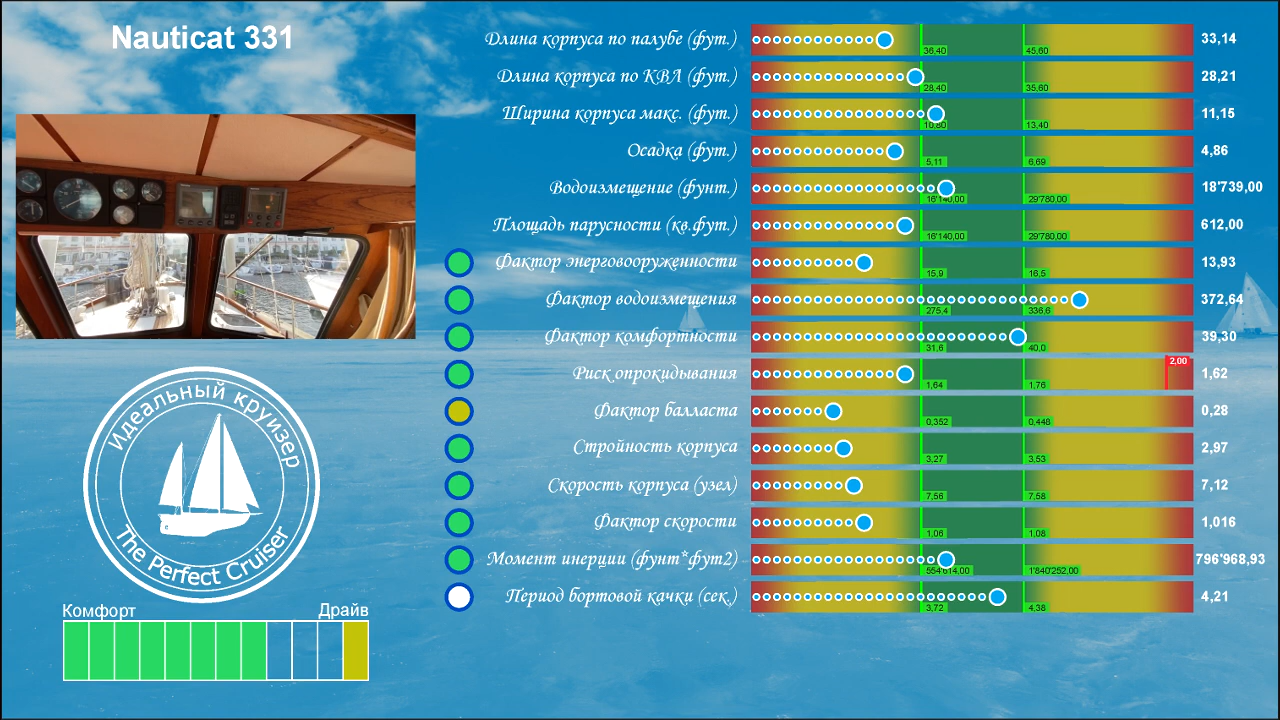 Nauticat 331
Длина корпуса по палубе (фут.)
36,40
45,60
33,14
Длина корпуса по КВЛ (фут.)
28,40
35,60
28,21
Ширина корпуса макс. (фут.)
10,80
13,40
11,15
Осадка (фут.)
5,11
6,69
4,86
Водоизмещение (фунт.)
16'140,00
29'780,00
18'739,00
Площадь парусности (кв.фут.)
16'140,00
29'780,00
612,00
Фактор энерговооруженности
15,9
16,5
13,93
Фактор водоизмещения
275,4
336,6
372,64
Фактор комфортности
31,6
40,0
39,30
Риск опрокидывания
1,64
1,76
2,00
1,62
Фактор балласта
0,352
0,448
0,28
Стройность корпуса
3,27
3,53
2,97
Скорость корпуса (узел)
7,56
7,58
7,12
Фактор скорости
1,06
1,08
1,016
Момент инерции (фунт*фут2)
554'614,00
1'840'252,00
796'968,93
Период бортовой качки (сек.)
3,72
4,38
4,21
Идеальный круизер
The Perfect Cruiser
Комфорт
Драйв